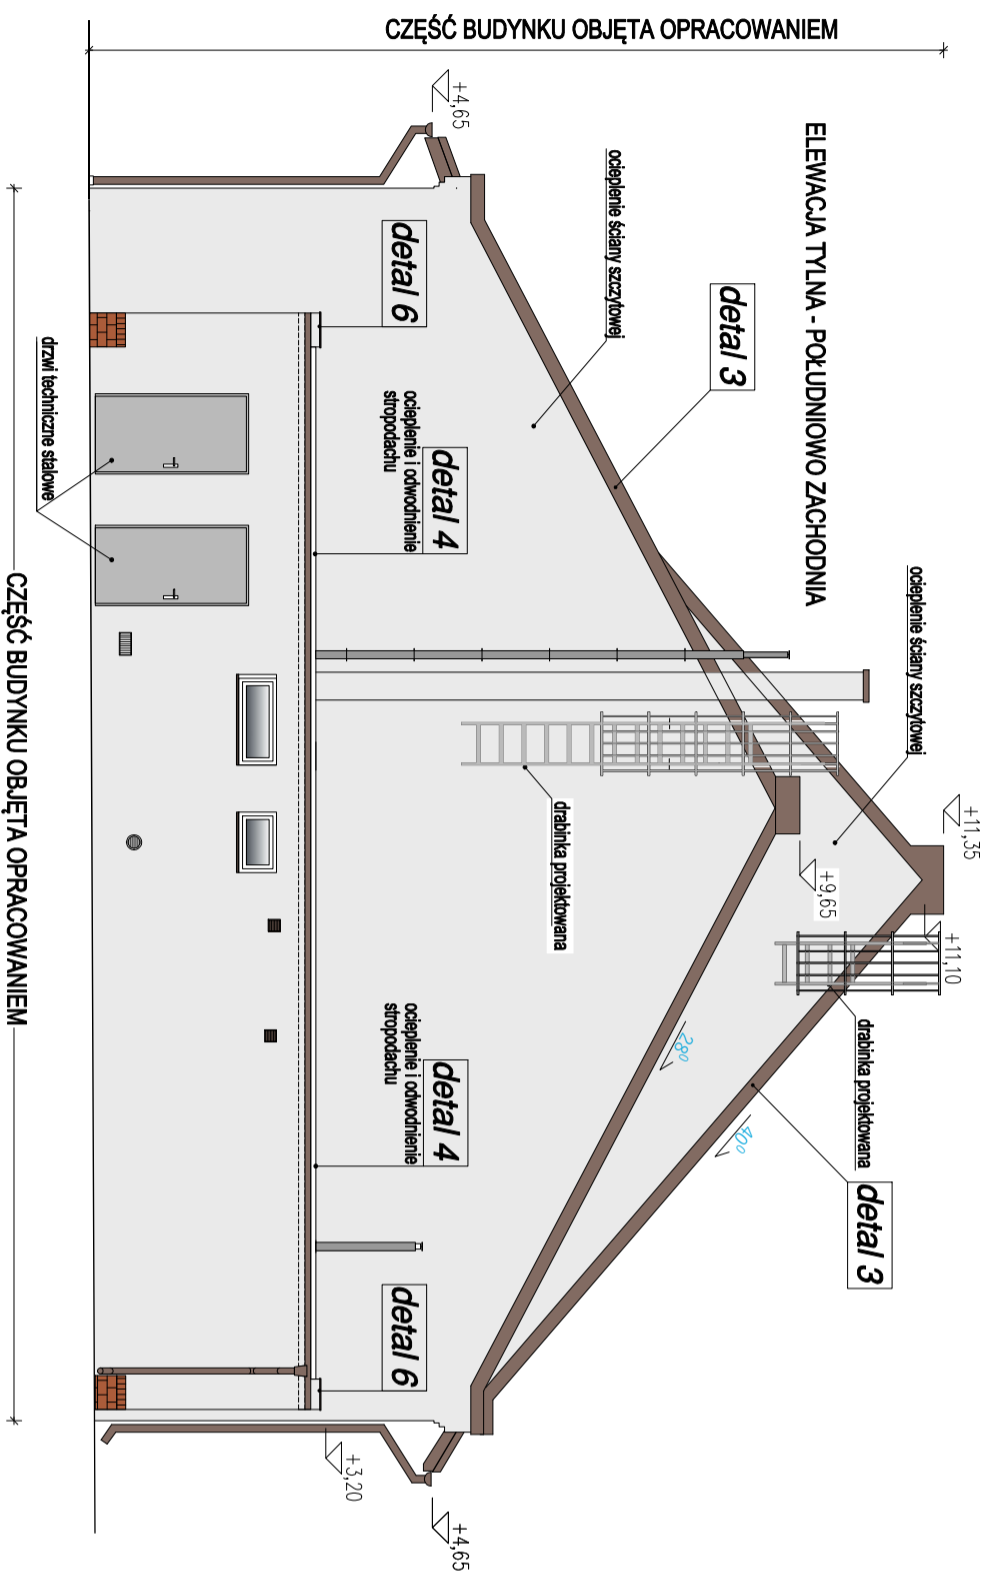 ELEWACJA TYLNA - POŁUDNIOWO ZACHODNIA
CZĘŚĆ BUDYNKU OBJĘTA OPRACOWANIEM
+11,35
+11,10
+9,65
ocieplenie ściany szczytowej
drabinka projektowana
detal 3
40°
28°
detal 3
ocieplenie ściany szczytowej
drabinka projektowana
+4,65
detal 6
detal 4
ocieplenie i odwodnienie
stropodachu
detal 4
ocieplenie i odwodnienie
stropodachu
detal 6
+4,65
+3,20
drzwi techniczne stalowe
CZĘŚĆ BUDYNKU OBJĘTA OPRACOWANIEM